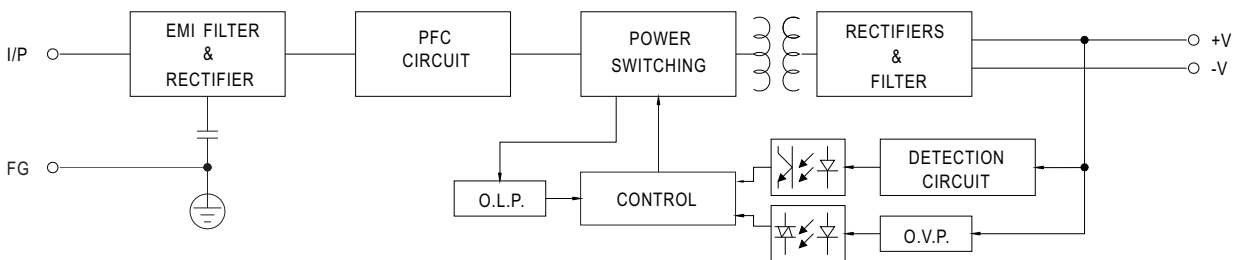 I/P
EMI FILTER
&
RECTIFIER
PFC
CIRCUIT
POWER
SWITCHING
RECTIFIERS
&
FILTER
+V
-V
FG
O.L.P.
CONTROL
DETECTION
CIRCUIT
O.V.P.